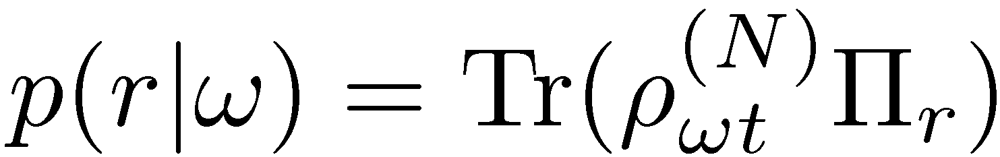 p(r|ω) = Tr(ρ_{ωt}^{(N)} Π_r)